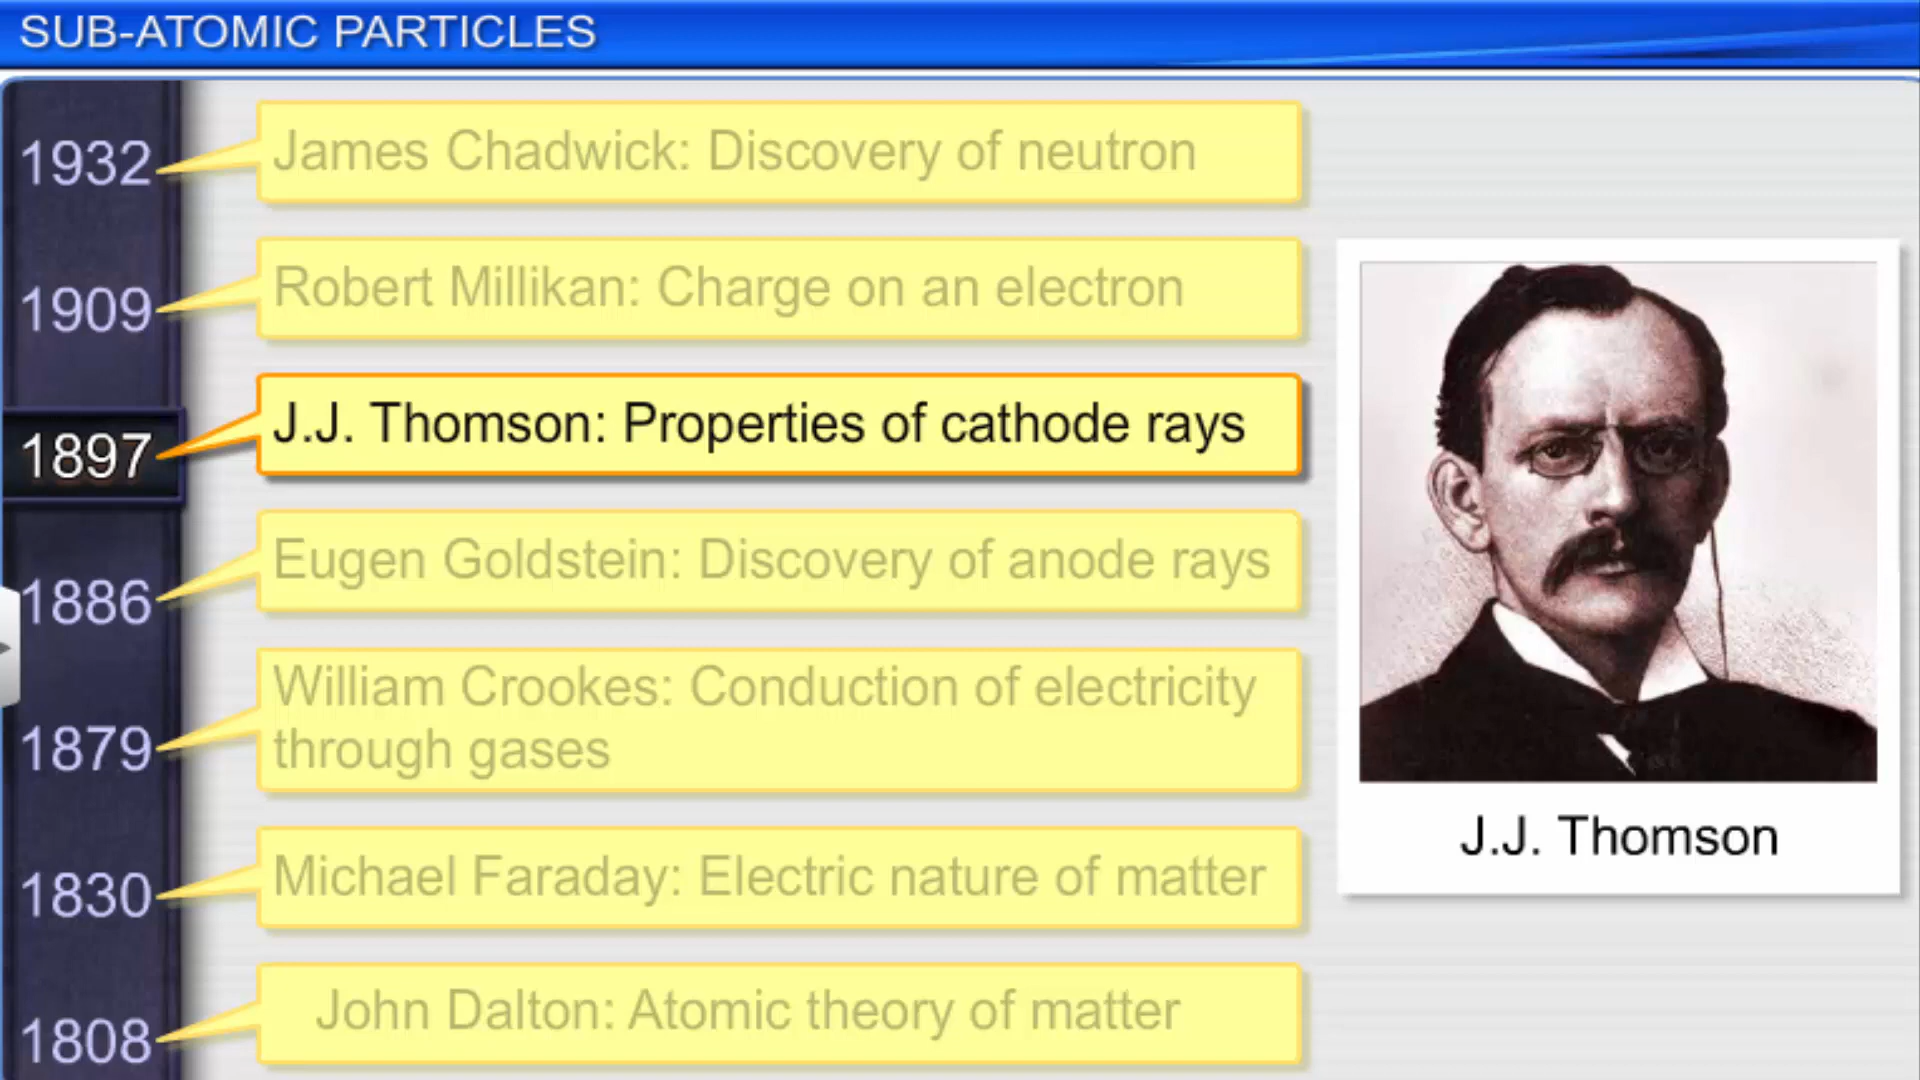 SUB-ATOMIC PARTICLES
1932
James Chadwick: Discovery of neutron
1909
Robert Millikan: Charge on an electron
1897
J.J. Thomson: Properties of cathode rays
1886
Eugen Goldstein: Discovery of anode rays
1879
William Crookes: Conduction of electricity
through gases
1830
Michael Faraday: Electric nature of matter
1808
John Dalton: Atomic theory of matter
J.J. Thomson